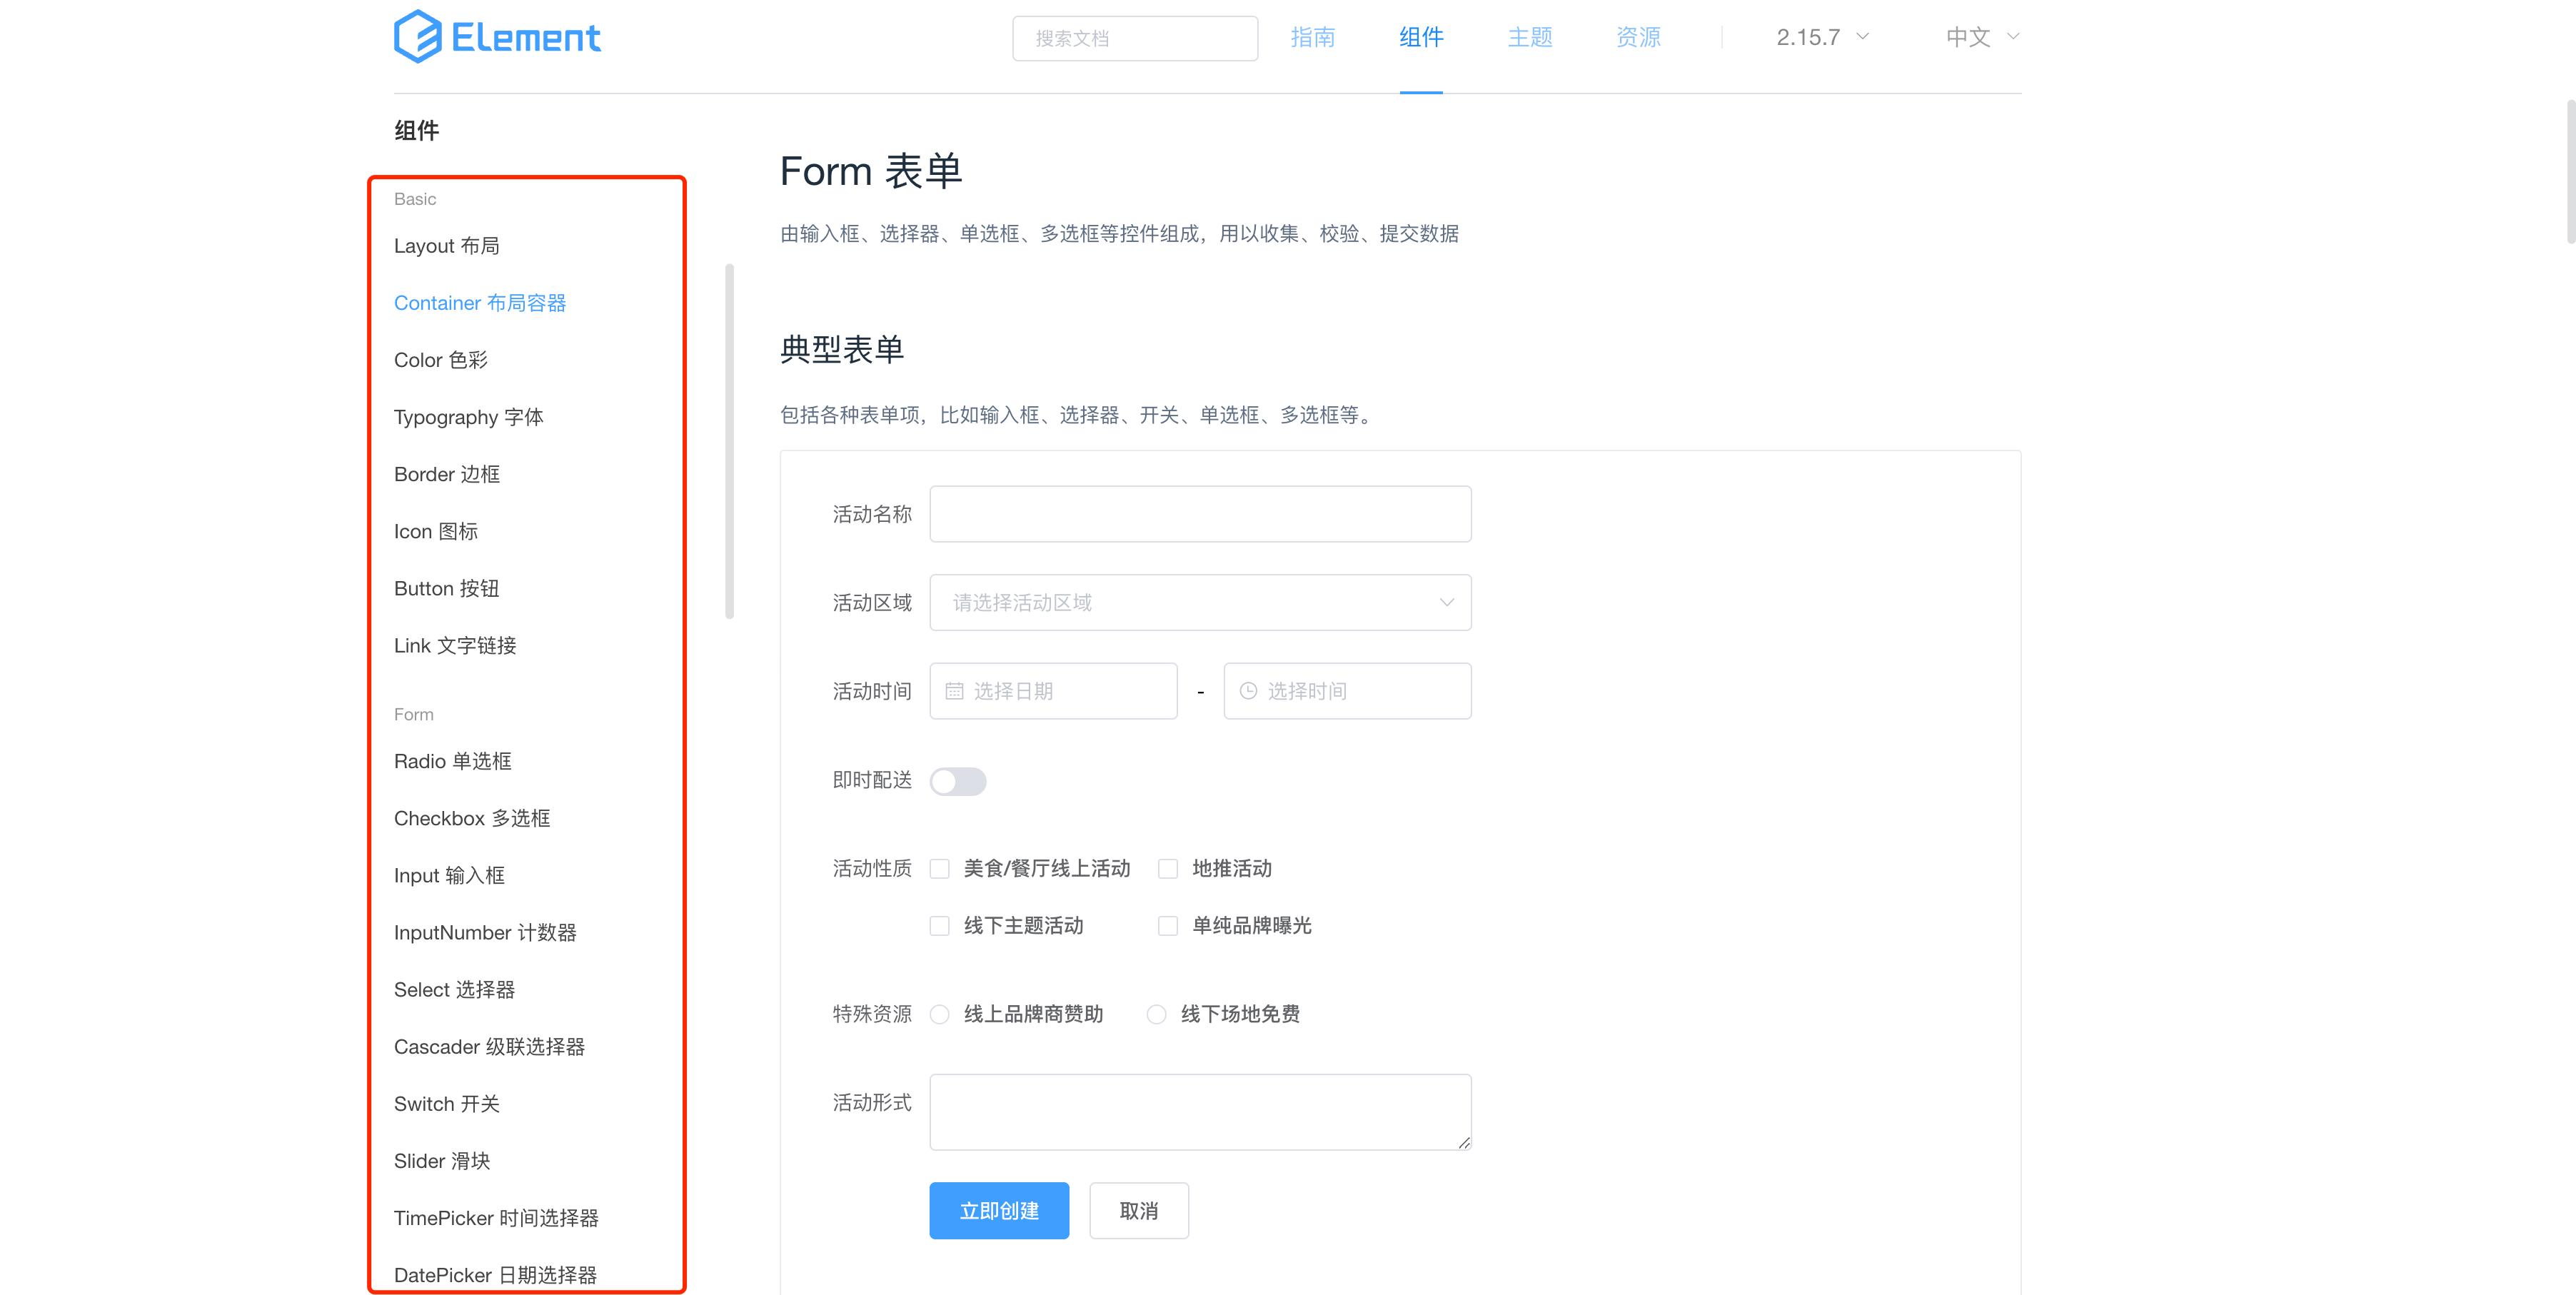 Element
搜索文档
指南
组件
主题
资源
2.15.7
中文
组件
Basic
Layout 布局
Container 布局容器
Color 色彩
Typography 字体
Border 边框
Icon 图标
Button 按钮
Link 文字链接
Form
Radio 单选框
Checkbox 多选框
Input 输入框
InputNumber 计数器
Select 选择器
Cascader 级联选择器
Switch 开关
Slider 滑块
TimePicker 时间选择器
DatePicker 日期选择器
Form 表单
由输入框、选择器、单选框、多选框等控件组成，用以收集、校验、提交数据
典型表单
包括各种表单项，比如输入框、选择器、开关、单选框、多选框等。
活动名称
活动区域 请选择活动区域
活动时间 选择日期 - 选择时间
即时配送
活动性质 美食/餐厅线上活动 地推活动
线下主题活动 单纯品牌曝光
特殊资源 线上品牌商赞助 线下场地免费
活动形式
立即创建 取消